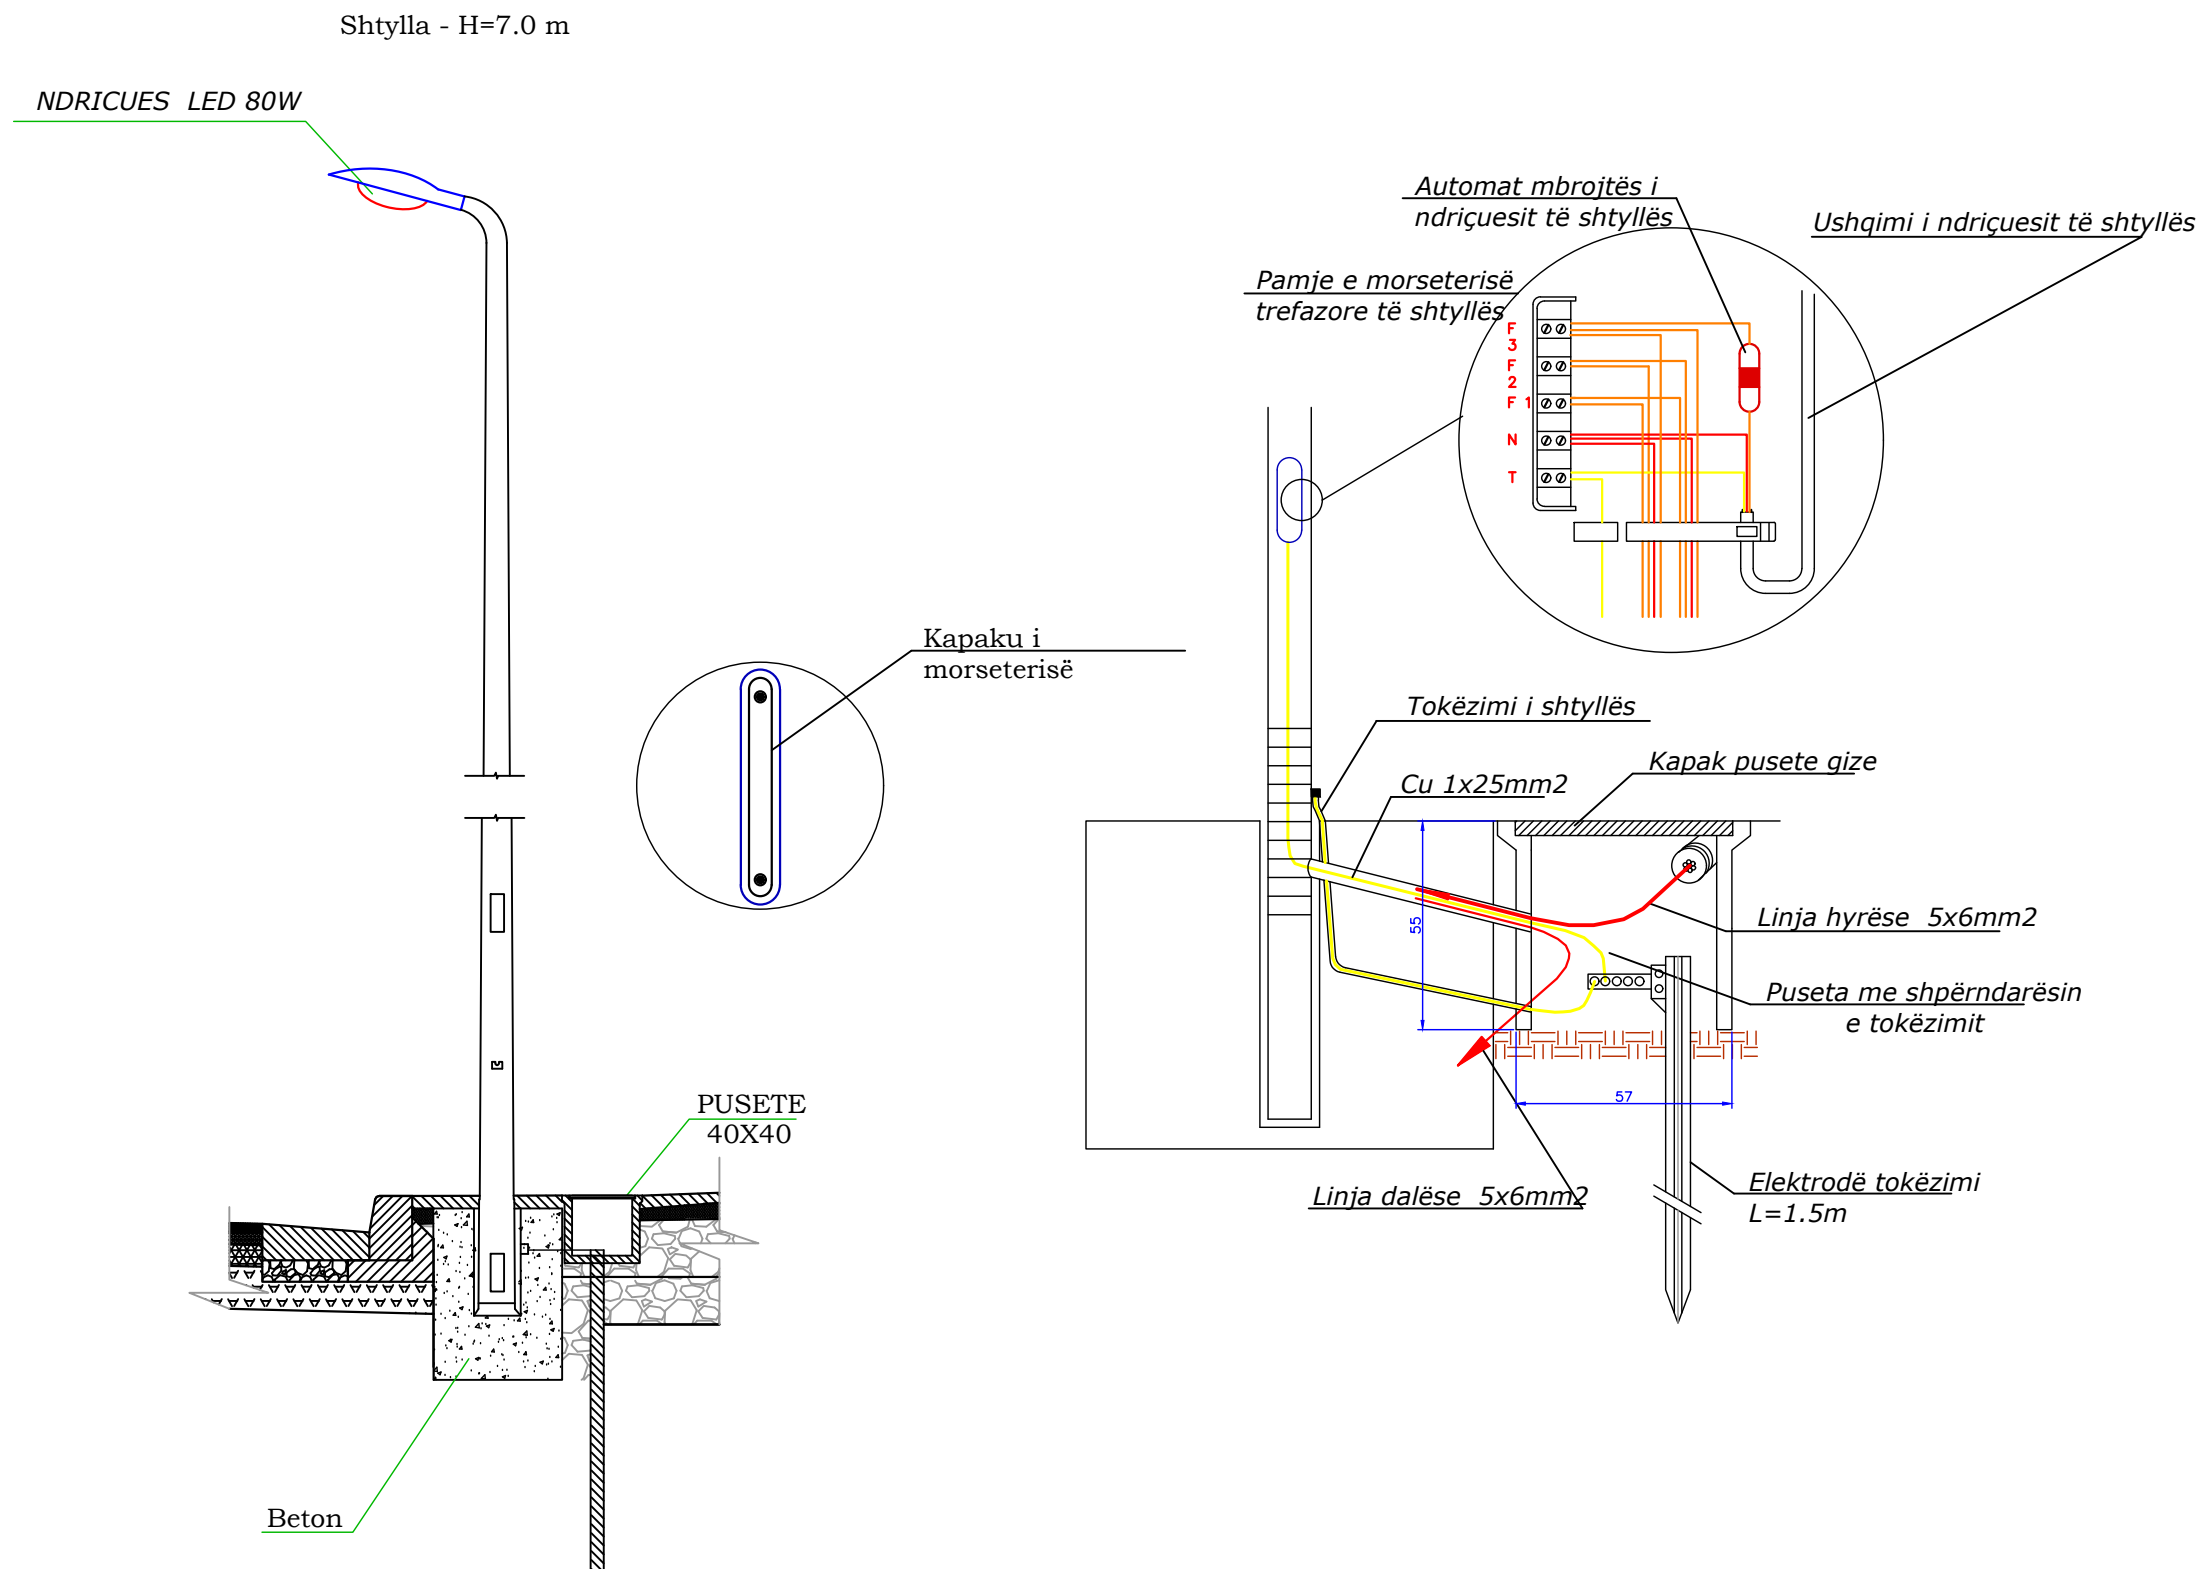 Shtylla - H=7.0 m
NDRICUES LED 80W
Automat mbrojtës i
ndriçuesit të shtyllës
Ushqimi i ndriçuesit të shtyllës
Pamje e morseterisë
trefazore të shtyllës
F
3
F
2
F 1
N
T
Kapaku i
morseterisë
Tokëzimi i shtyllës
Kapak pusete gize
Cu 1x25mm2
55
Linja hyrëse 5x6mm2
Puseta me shpërndarësin
e tokëzimit
57
PUSETE
40X40
Linja dalëse 5x6mm2
Elektrodë tokëzimi
L=1.5m
Beton